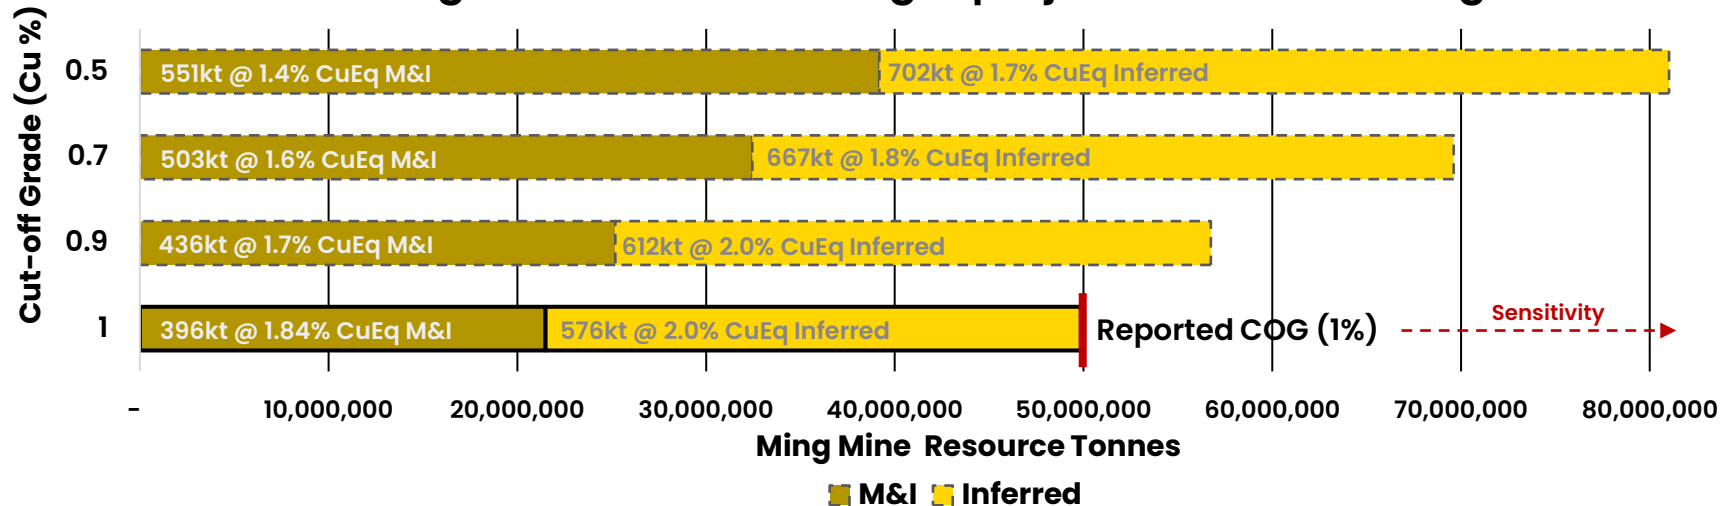 Cut-off Grade (Cu %)
0.5
551kt @ 1.4% CuEq M&I
702kt @ 1.7% CuEq Inferred
0.7
503kt @ 1.6% CuEq M&I
667kt @ 1.8% CuEq Inferred
0.9
436kt @ 1.7% CuEq M&I
612kt @ 2.0% CuEq Inferred
1
396kt @ 1.84% CuEq M&I
576kt @ 2.0% CuEq Inferred
Reported COG (1%)
Sensitivity
- 10,000,000 20,000,000 30,000,000 40,000,000 50,000,000 60,000,000 70,000,000 80,000,000
Ming Mine Resource Tonnes
M&I Inferred